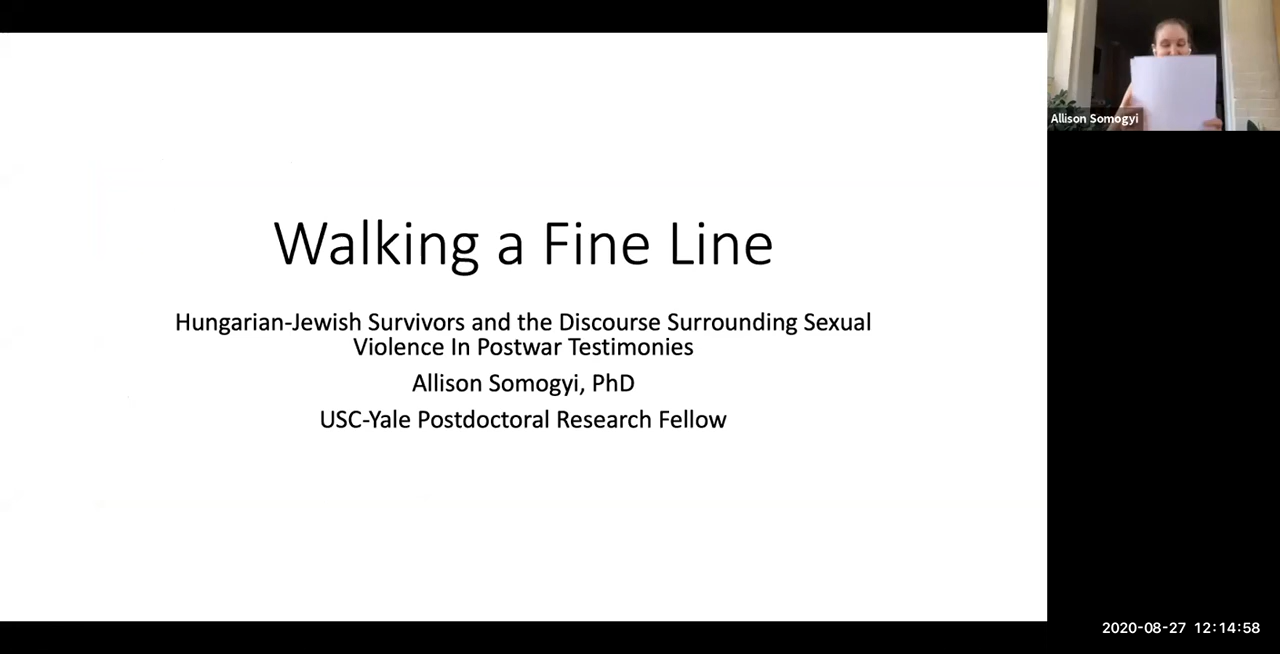 Walking a Fine Line
Hungarian-Jewish Survivors and the Discourse Surrounding Sexual
Violence In Postwar Testimonies
Allison Somogyi, PhD
USC-Yale Postdoctoral Research Fellow
Allison Somogyi
2020-08-27 12:14:58